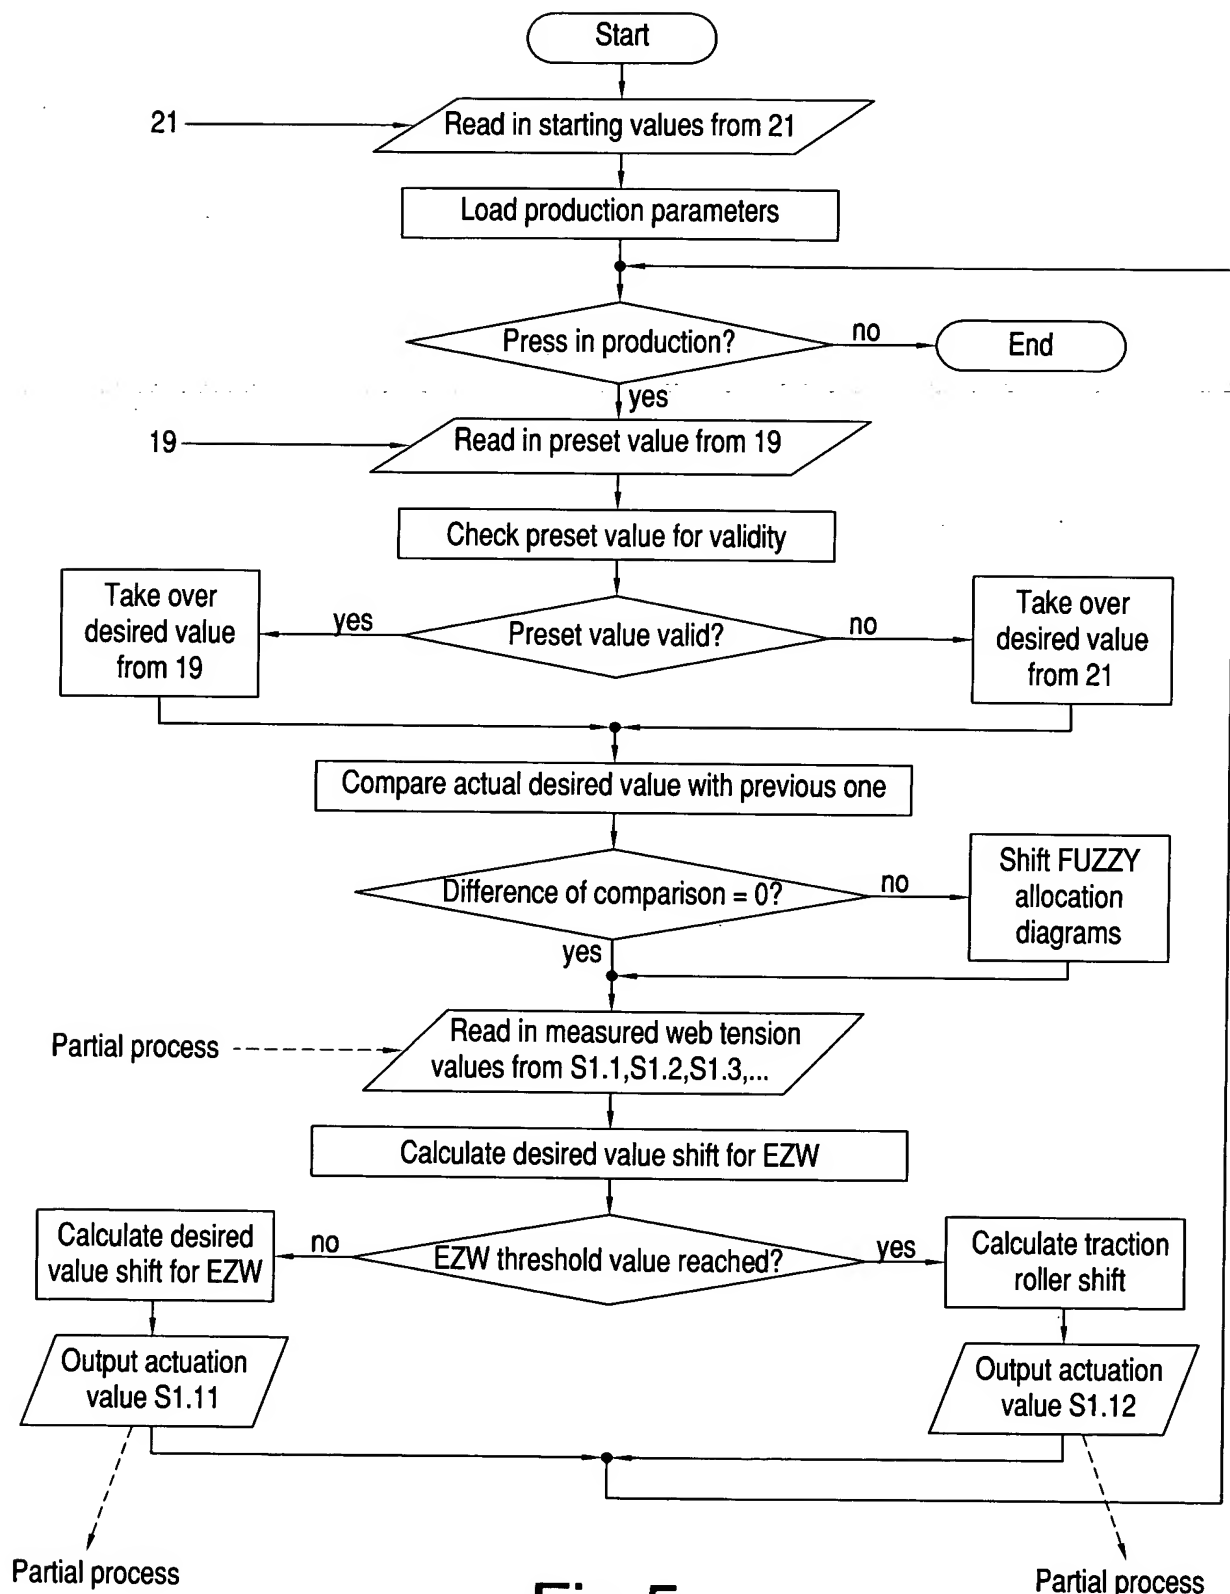 Start
21
Read in starting values from 21
Load production parameters
Press in production?
no
End
yes
19
Read in preset value from 19
Check preset value for validity
Take over
desired value
from 19
yes
Preset value valid?
no
Take over
desired value
from 21
Compare actual desired value with previous one
Difference of comparison = 0?
no
Shift FUZZY
allocation
diagrams
yes
Partial process
Read in measured web tension
values from S1.1,S1.2,S1.3,...
Calculate desired value shift for EZW
Calculate desired
value shift for EZW
no
EZW threshold value reached?
yes
Calculate traction
roller shift
Output actuation
value S1.11
Output actuation
value S1.12
Partial process
Partial process